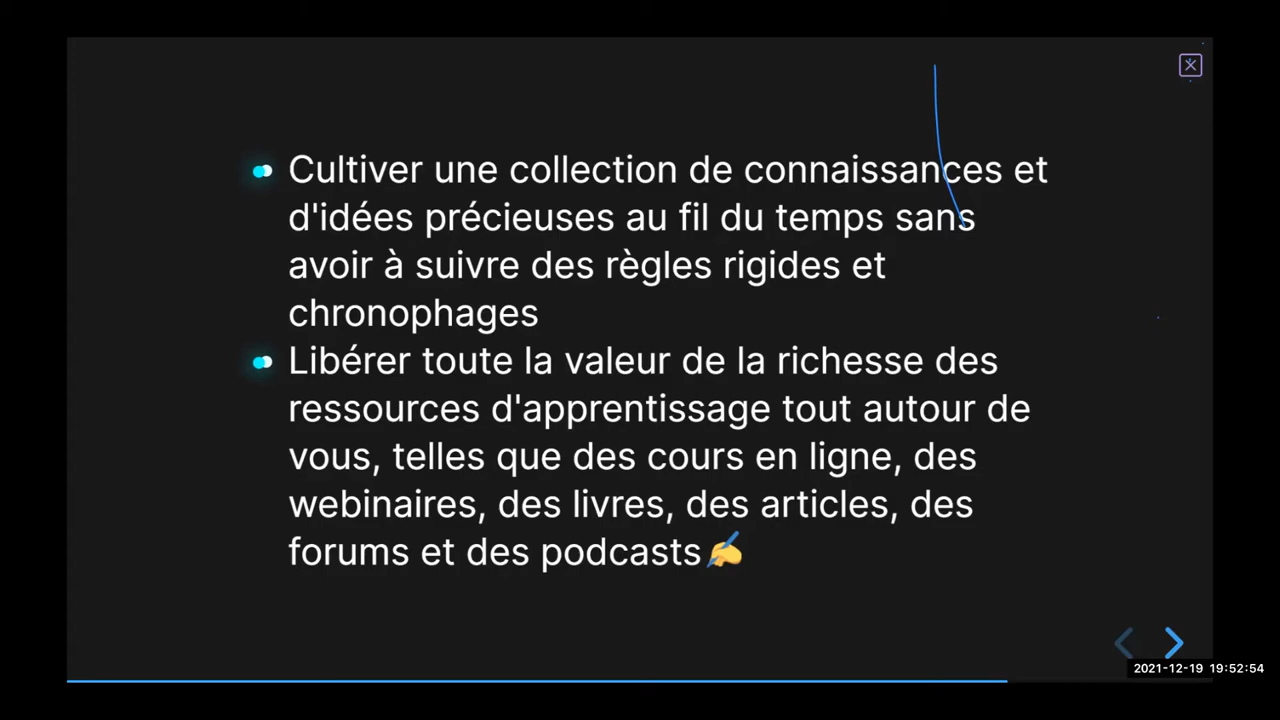 Cultiver une collection de connaissances et
d'idées précieuses au fil du temps sans
avoir à suivre des règles rigides et
chronophages
Libérer toute la valeur de la richesse des
ressources d'apprentissage tout autour de
vous, telles que des cours en ligne, des
webinaires, des livres, des articles, des
forums et des podcasts✍️
2021-12-19 19:52:54